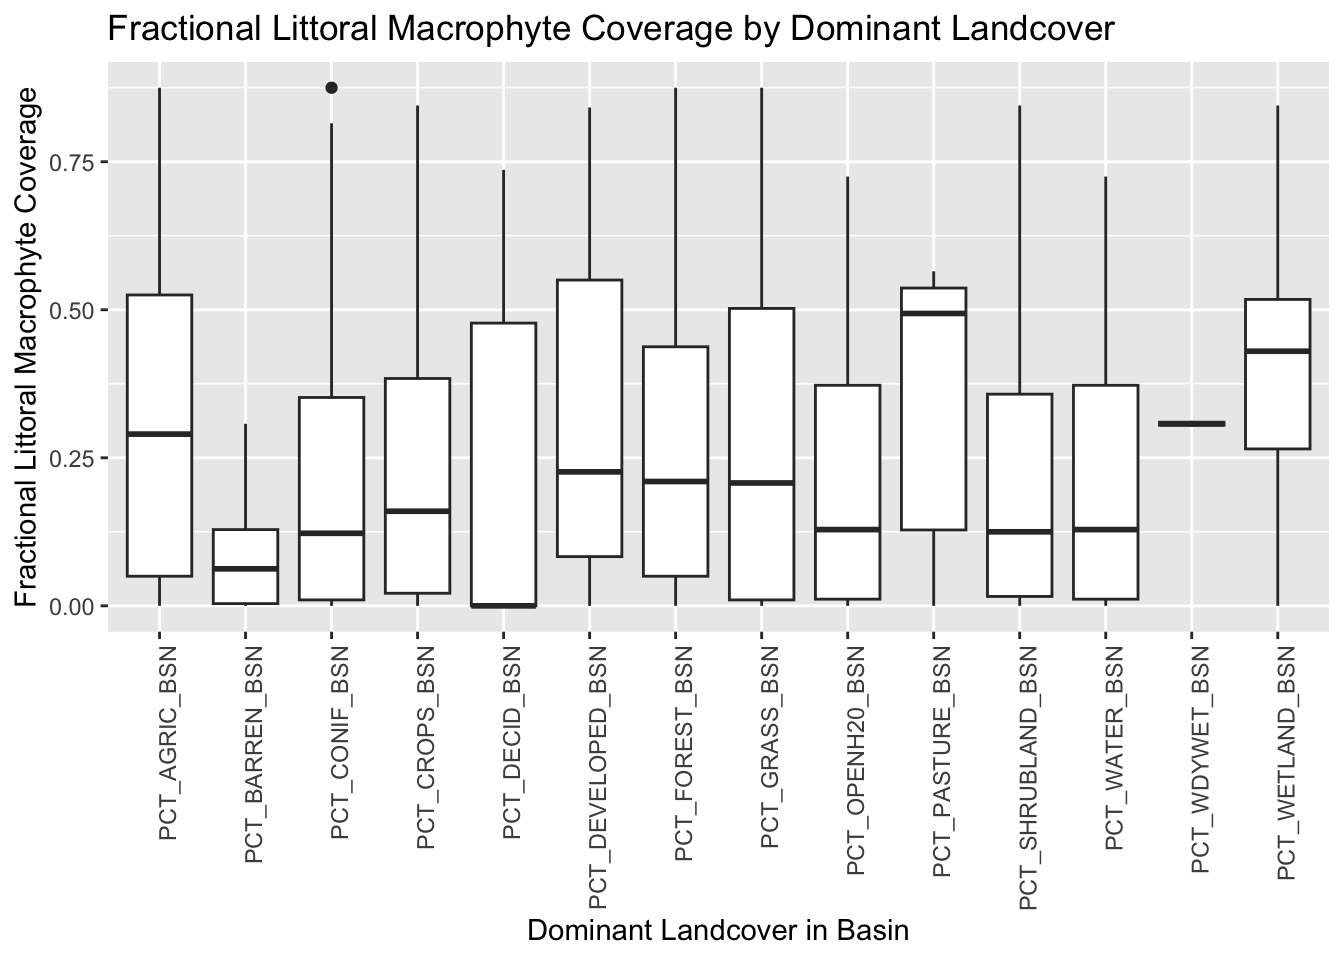 Fractional Littoral Macrophyte Coverage by Dominant Landcover
Fractional Littoral Macrophyte Coverage
0.75
0.50
0.25
0.00
PCT_AGRIC_BSN
PCT_BARREN_BSN
PCT_CONIF_BSN
PCT_CROPS_BSN
PCT_DECID_BSN
PCT_DEVELOPED_BSN
PCT_FOREST_BSN
PCT_GRASS_BSN
PCT_OPENH20_BSN
PCT_PASTURE_BSN
PCT_SHRUBLAND_BSN
PCT_WATER_BSN
PCT_WDYWET_BSN
PCT_WETLAND_BSN
Dominant Landcover in Basin